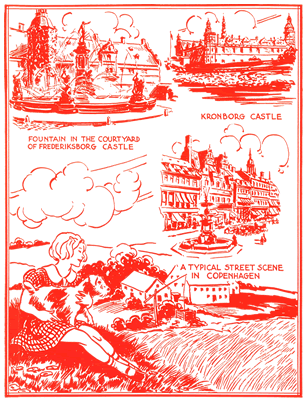 KRONBORG CASTLE
FOUNTAIN IN THE COURTYARD
OF FREDERIKSBORG CASTLE
A TYPICAL STREET SCENE
IN COPENHAGEN